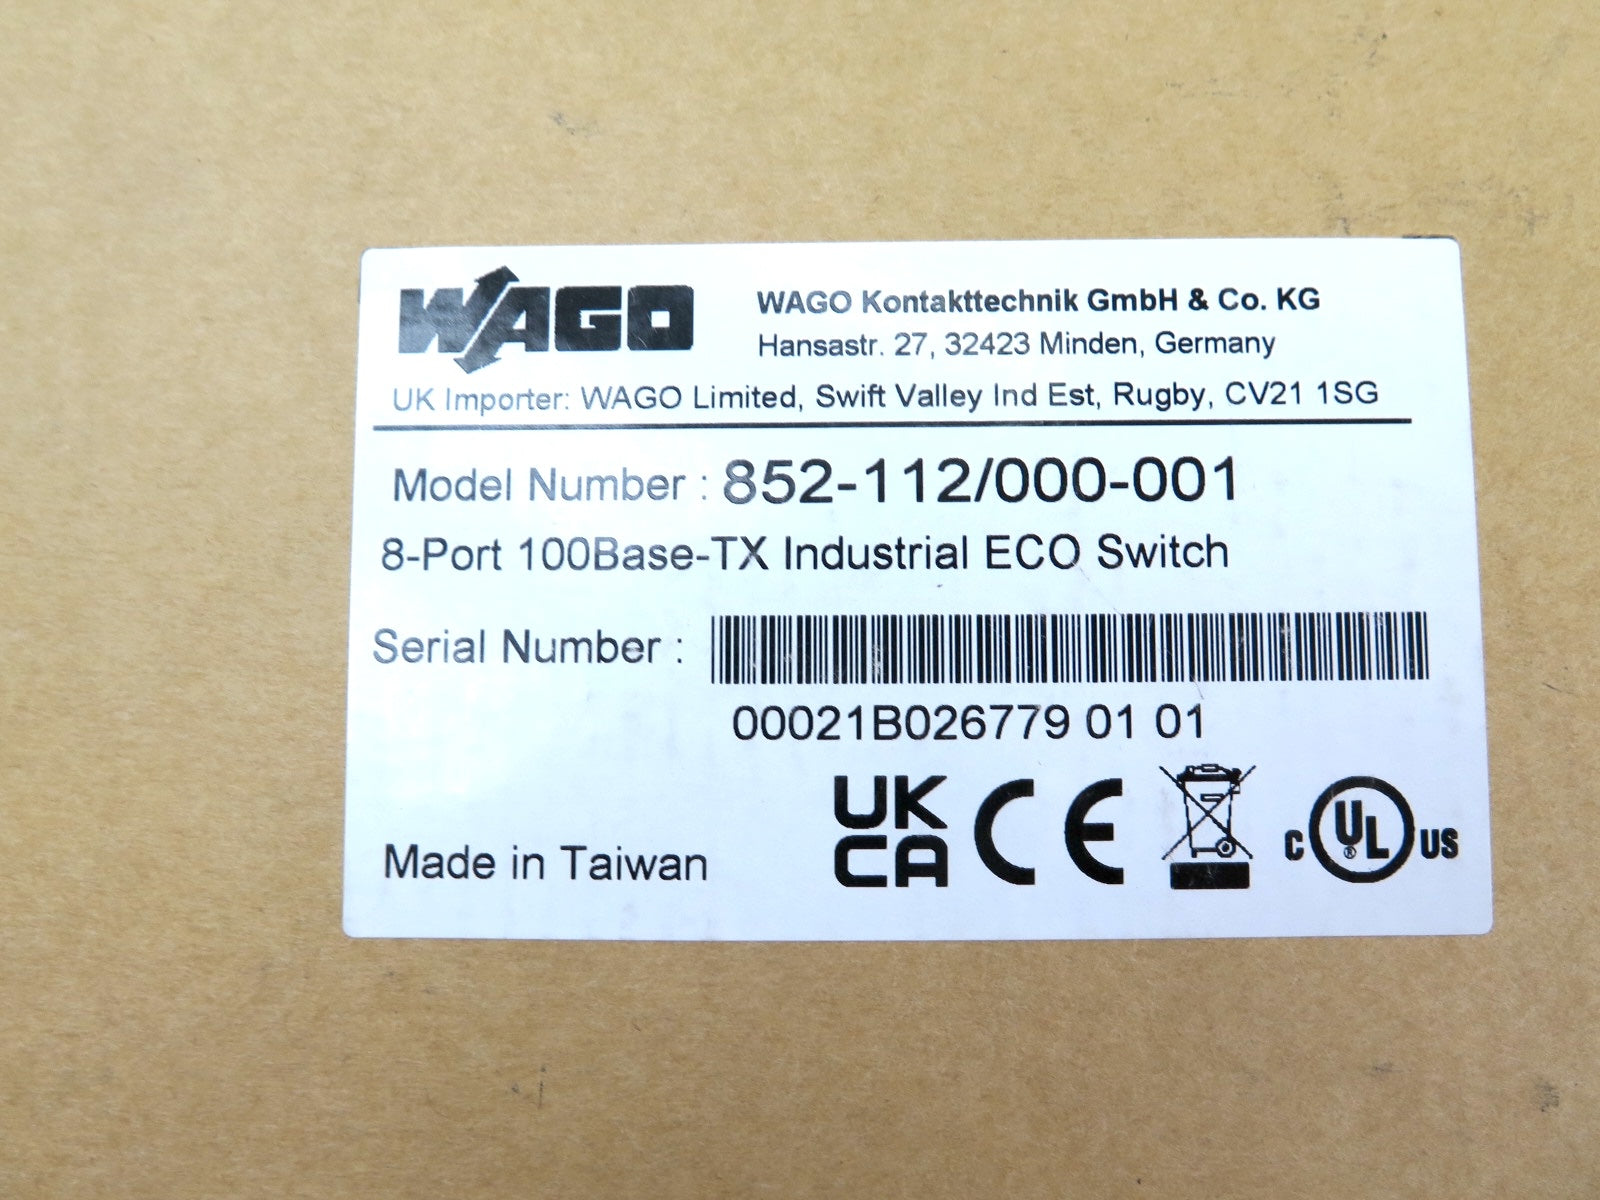 WAGO
WAGO Kontakttechnik GmbH & Co. KG
Hansastr. 27, 32423 Minden, Germany
UK Importer: WAGO Limited, Swift Valley Ind Est, Rugby, CV21 1SG
Model Number : 852-112/000-001
8-Port 100Base-TX Industrial ECO Switch
Serial Number :
00021B026779 01 01
Made in Taiwan
UK
CA
CE
C UL ® US